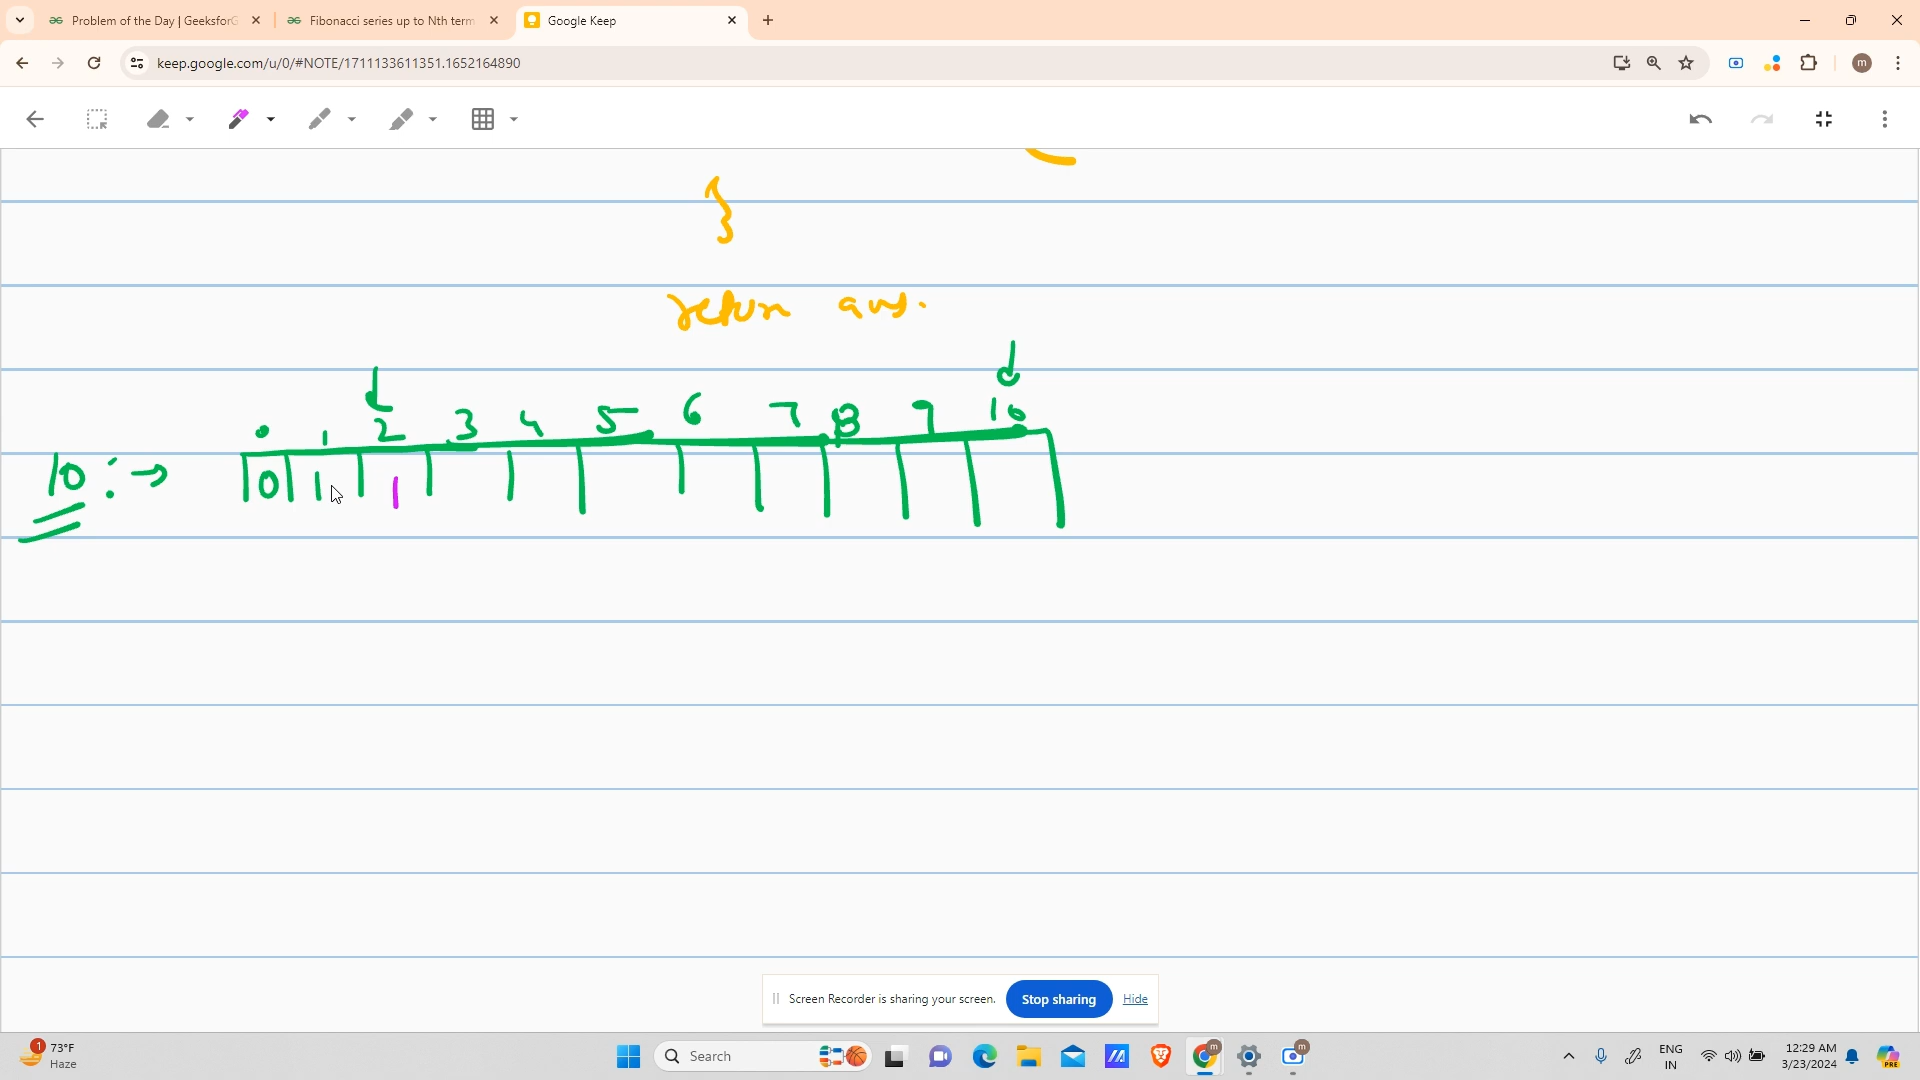 Problem of the Day | GeeksforG
Fibonacci series up to Nth term
Google Keep
keep.google.com/u/0/#NOTE/1711133611351.1652164890
}
return ans.
0 1 2 3 4 5 6 7 8 9 10
10 : → 0 1 1
Screen Recorder is sharing your screen. Stop sharing Hide
1
73°F
Haze
Search
ENG
IN
12:29 AM
3/23/2024